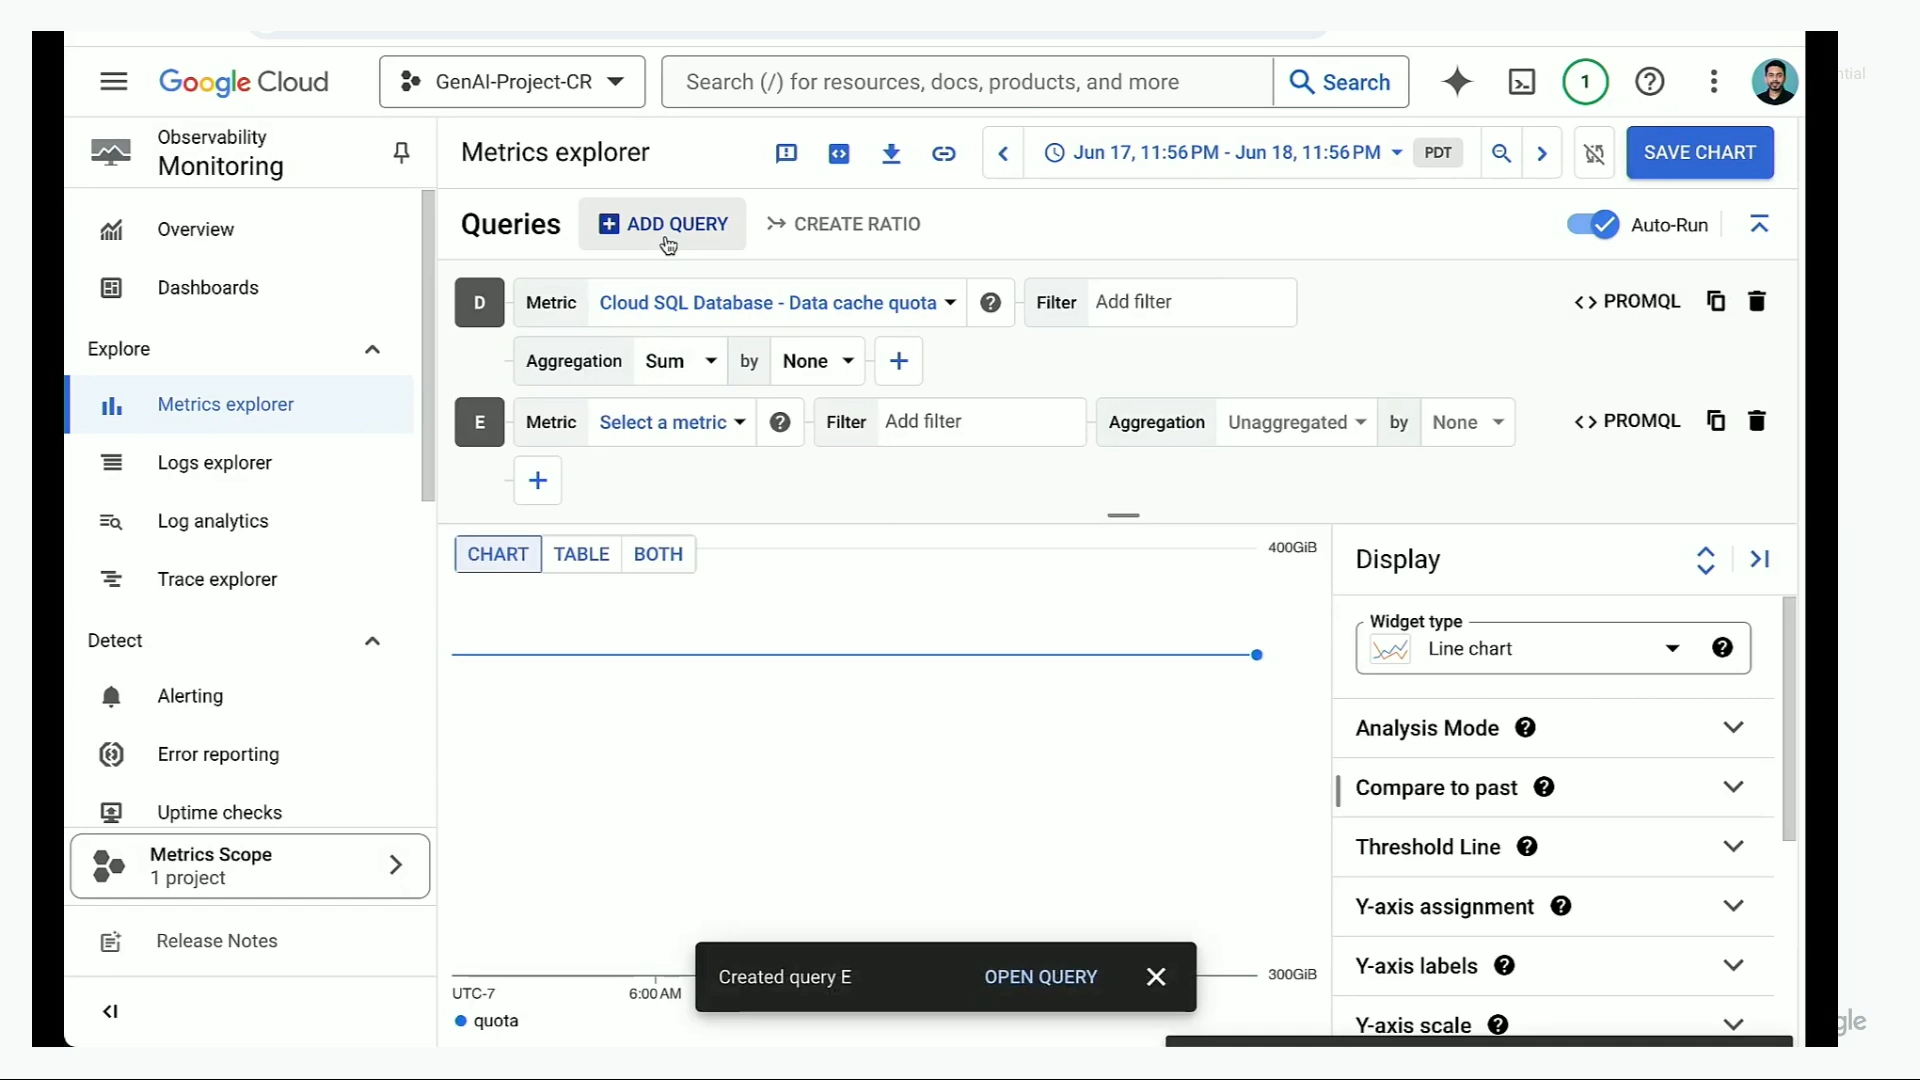 Google Cloud
GenAI-Project-CR
Search (/) for resources, docs, products, and more
Search
1
ntial
Observability
Monitoring
Metrics explorer
Jun 17, 11:56 PM - Jun 18, 11:56 PM
PDT
SAVE CHART
Overview
Dashboards
Explore
Metrics explorer
Logs explorer
Log analytics
Trace explorer
Detect
Alerting
Error reporting
Uptime checks
Metrics Scope
1 project
Release Notes
Queries
ADD QUERY
CREATE RATIO
Auto-Run
D
Metric
Cloud SQL Database - Data cache quota
Filter
Add filter
PROMQL
Aggregation
Sum
by
None
E
Metric
Select a metric
Filter
Add filter
Aggregation
Unaggregated
by
None
PROMQL
CHART
TABLE
BOTH
400GiB
300GiB
UTC-7
6:00 AM
quota
Created query E
OPEN QUERY
Display
Widget type
Line chart
Analysis Mode
Compare to past
Threshold Line
Y-axis assignment
Y-axis labels
Y-axis scale
gle